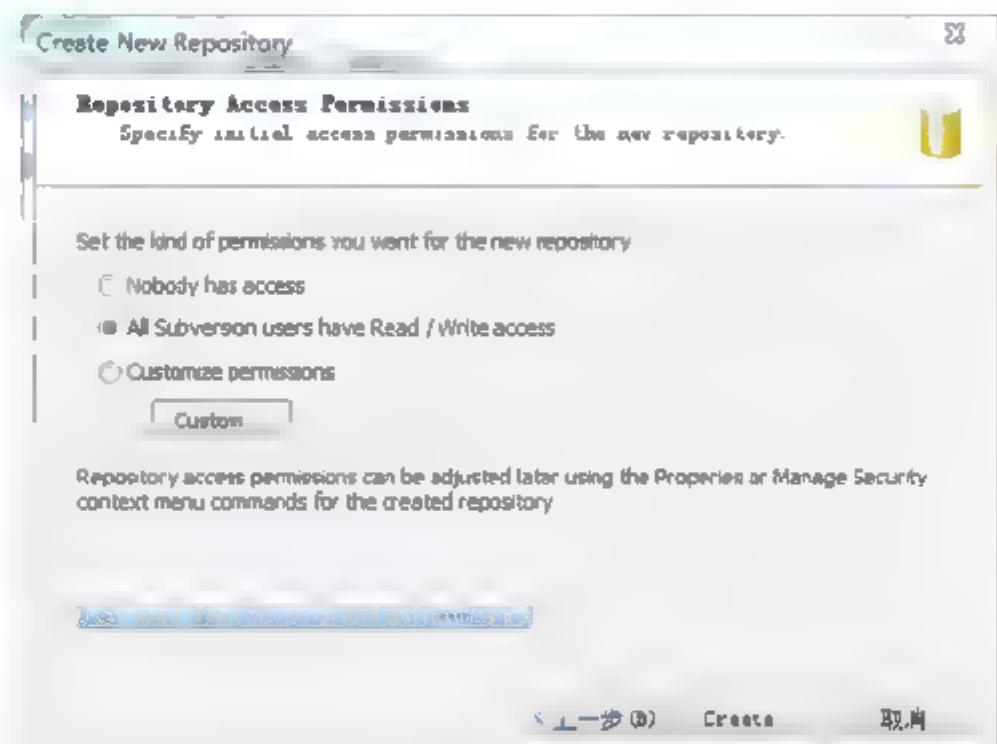 Create New Repository
Repository Access Permissions
Specify initial access permissions for the new repository.
Set the kind of permissions you want for the new repository
Nobody has access
All Subverson users have Read / Write access
Customize permissions
Custom
Repository access permissions can be adjusted later using the Properies or Manage Security
context menu commands for the created repository
上一步(B)
Create
取消